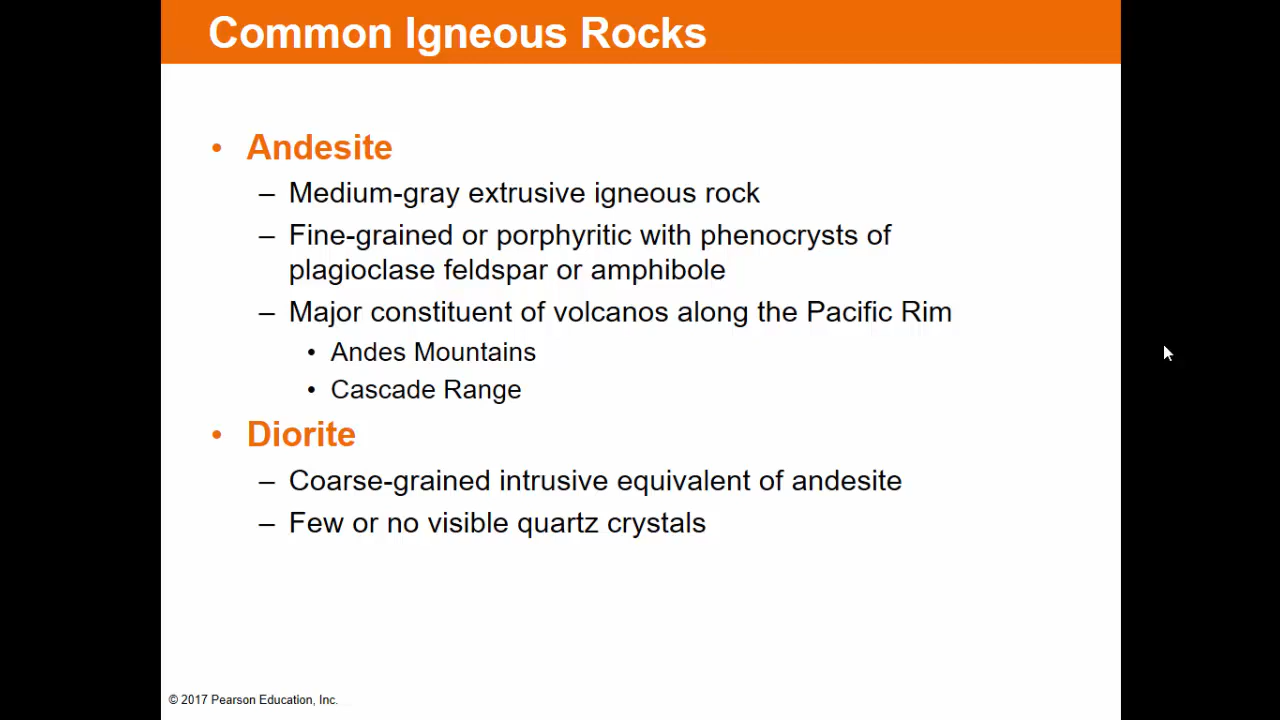 Common Igneous Rocks
• Andesite
– Medium-gray extrusive igneous rock
– Fine-grained or porphyritic with phenocrysts of
plagioclase feldspar or amphibole
– Major constituent of volcanos along the Pacific Rim
• Andes Mountains
• Cascade Range
• Diorite
– Coarse-grained intrusive equivalent of andesite
– Few or no visible quartz crystals
© 2017 Pearson Education, Inc.